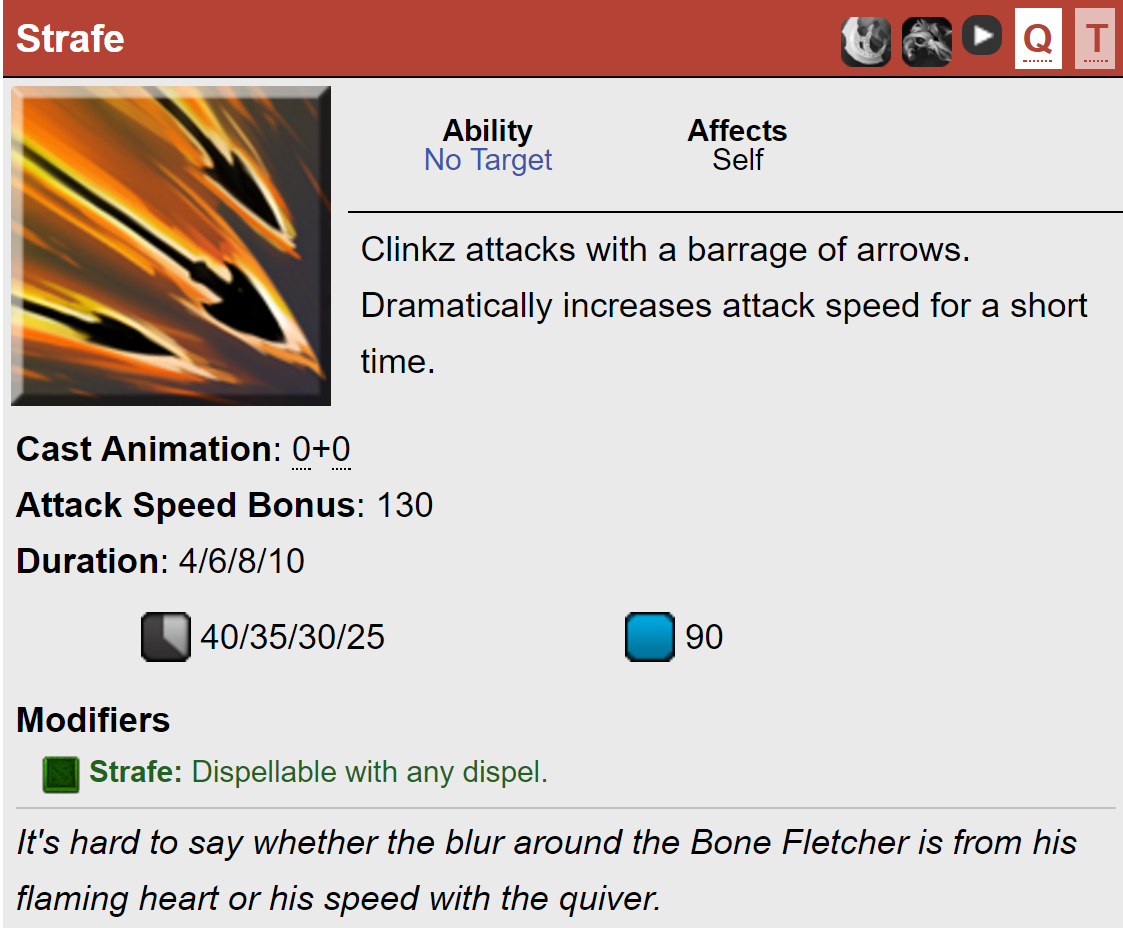 Strafe
Q T
Ability
No Target
Affects
Self
Clinkz attacks with a barrage of arrows.
Dramatically increases attack speed for a short
time.
Cast Animation: 0+0
Attack Speed Bonus: 130
Duration: 4/6/8/10
40/35/30/25
90
Modifiers
Strafe: Dispellable with any dispel.
It's hard to say whether the blur around the Bone Fletcher is from his
flaming heart or his speed with the quiver.